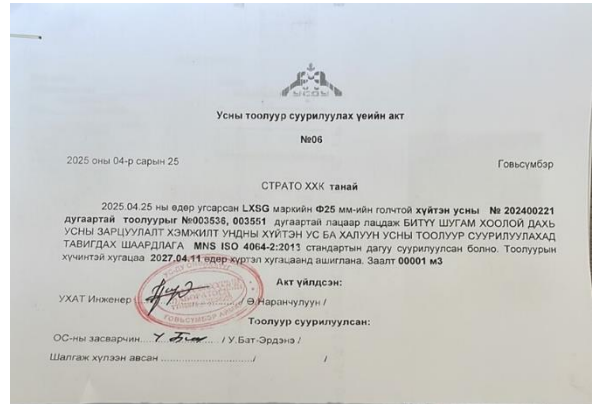 Усны тоолуур суурилуулах үеийн акт
№06
2025 оны 04-р сарын 25 Говьсүмбэр
СТРАТО ХХК танай
2025.04.25 ны өдөр угсарсан LXSG маркийн Ф25 мм-ийн голчтой хүйтэн усны № 202400221
дугаартай тоолуурыг №003536, 003551 дугаартай лацаар лацдаж БИТҮҮ ШУГАМ ХООЛОЙ ДАХЬ
УСНЫ ЗАРЦУУЛАЛТ ХЭМЖИЛТ УНДНЫ ХҮЙТЭН УС БА ХАЛУУН УСНЫ ТООЛУУР СУУРИЛУУЛАХАД
ТАВИГДАХ ШААРДЛАГА MNS ISO 4064-2:2013 стандартын дагуу суурилуулсан болно. Тоолуурын
хүчинтэй хугацаа 2027.04.11 өдөр хүртэл хугацаанд ашиглана. Заалт 00001 м3
Акт үйлдсэн:
УХАТ Инженер / Ө.Наранчулуун /
Тоолуур суурилуулсан:
ОС-ны засварчин / У.Бат-Эрдэнэ /
Шалгаж хүлээн авсан / /